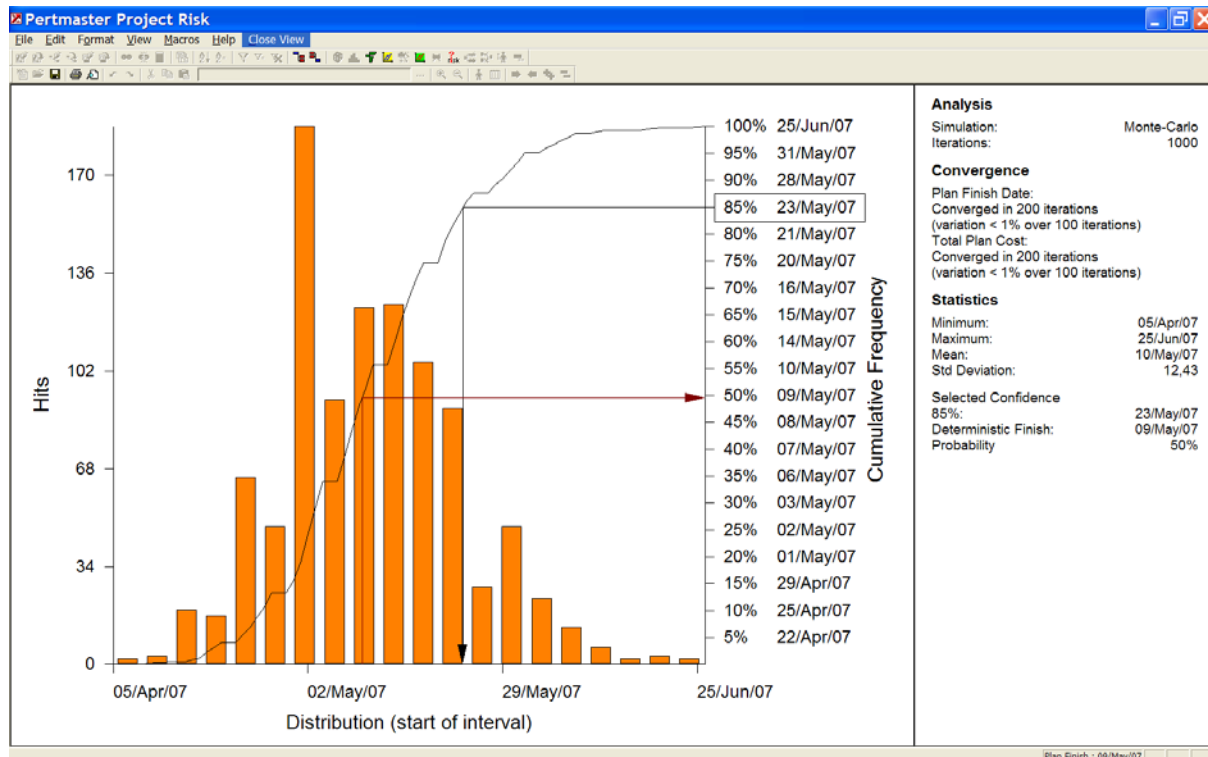 Pertmaster Project Risk
File Edit Format View Macros Help Close View
risk
Hits
170
136
102
68
34
0
05/Apr/07 02/May/07 29/May/07 25/Jun/07
Distribution (start of interval)
100% 25/Jun/07
95% 31/May/07
90% 28/May/07
85% 23/May/07
80% 21/May/07
75% 20/May/07
70% 16/May/07
65% 15/May/07
60% 14/May/07
55% 10/May/07
50% 09/May/07
45% 08/May/07
40% 07/May/07
35% 06/May/07
30% 03/May/07
25% 02/May/07
20% 01/May/07
15% 29/Apr/07
10% 25/Apr/07
5% 22/Apr/07
Cumulative Frequency
Analysis
Simulation: Monte-Carlo
Iterations: 1000
Convergence
Plan Finish Date:
Converged in 200 iterations
(variation < 1% over 100 iterations)
Total Plan Cost:
Converged in 200 iterations
(variation < 1% over 100 iterations)
Statistics
Minimum: 05/Apr/07
Maximum: 25/Jun/07
Mean: 10/May/07
Std Deviation: 12,43
Selected Confidence
85%: 23/May/07
Deterministic Finish: 09/May/07
Probability 50%
Plan Finish : 09/May/07